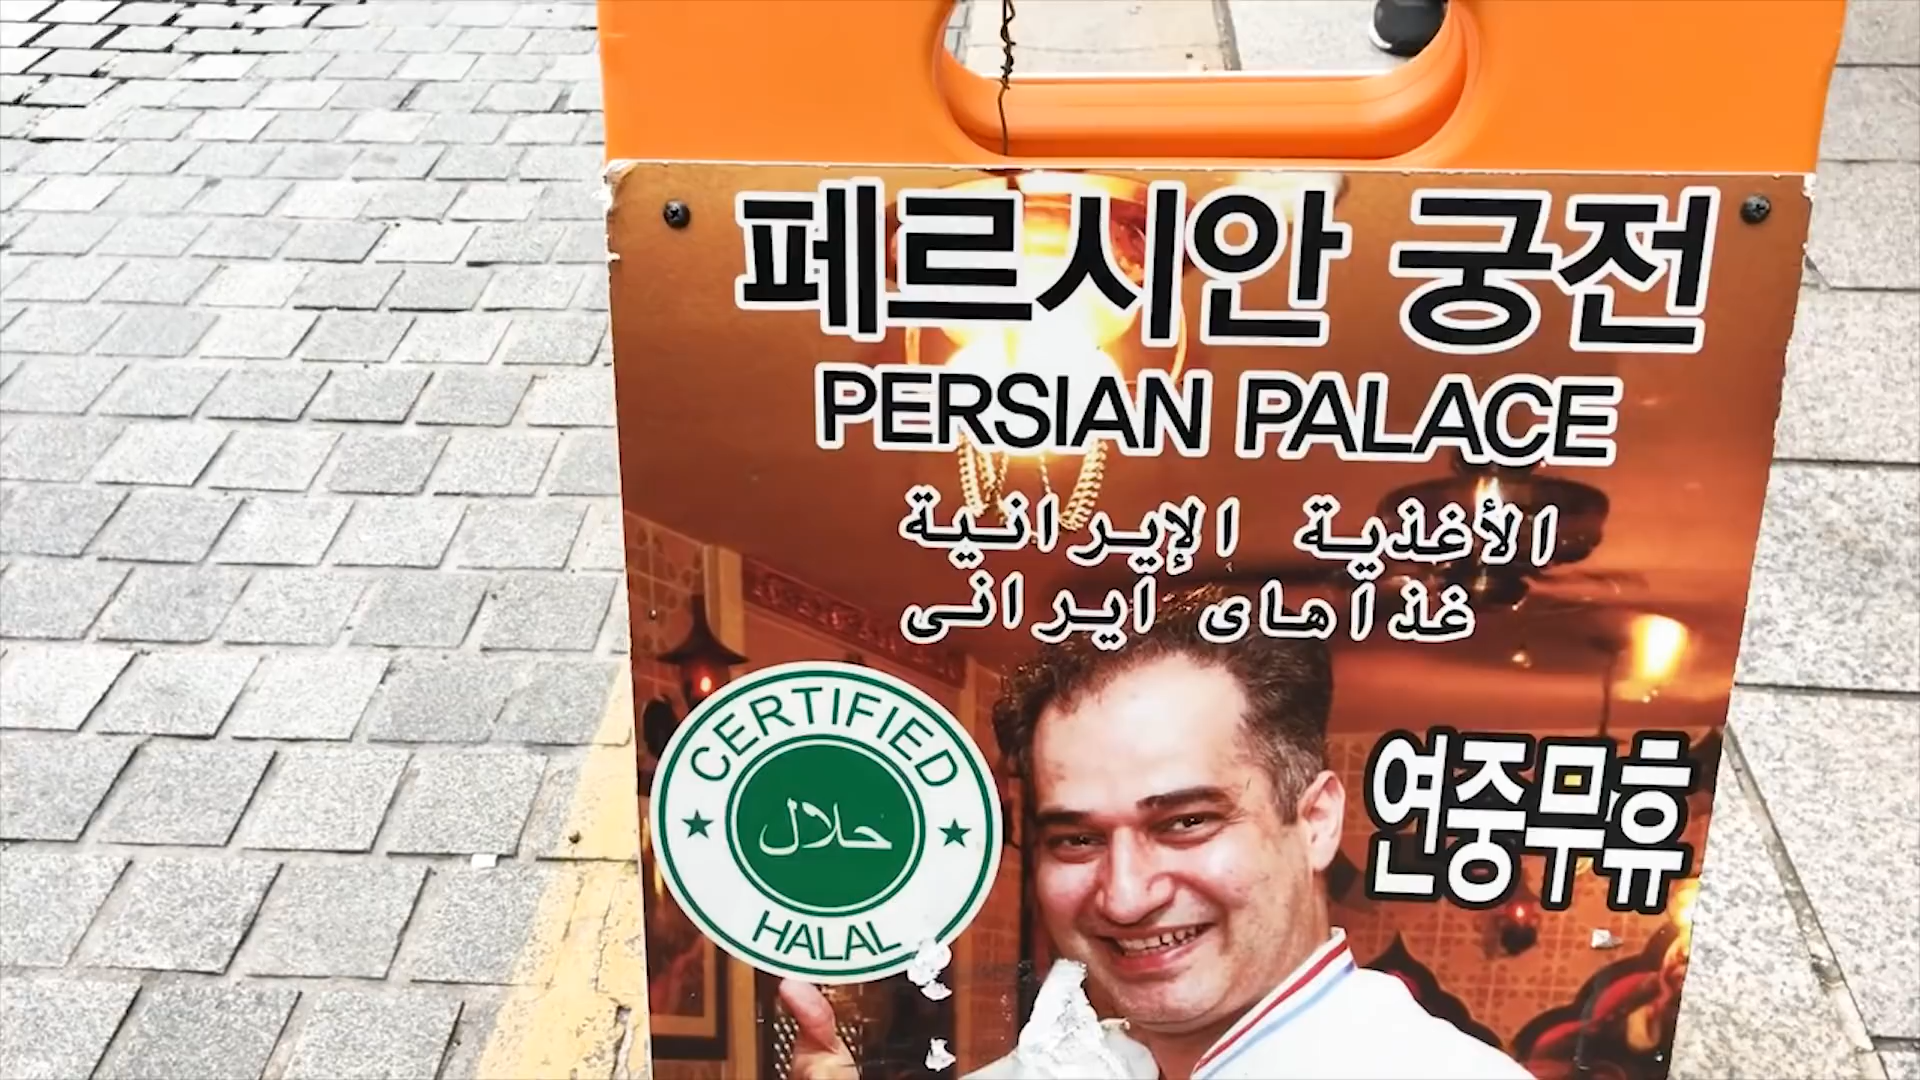 페르시안 궁전
PERSIAN PALACE
الأغذية الإيرانية
غذاهای ایرانی
CERTIFIED
حلال
HALAL
연중무휴